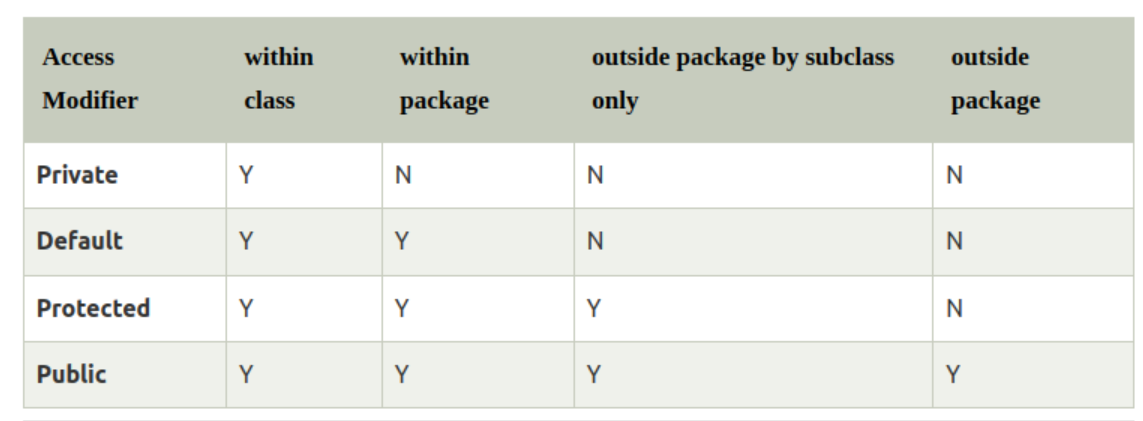 Access Modifier within class within package outside package by subclass only outside package
Private Y N N N
Default Y Y N N
Protected Y Y Y N
Public Y Y Y Y